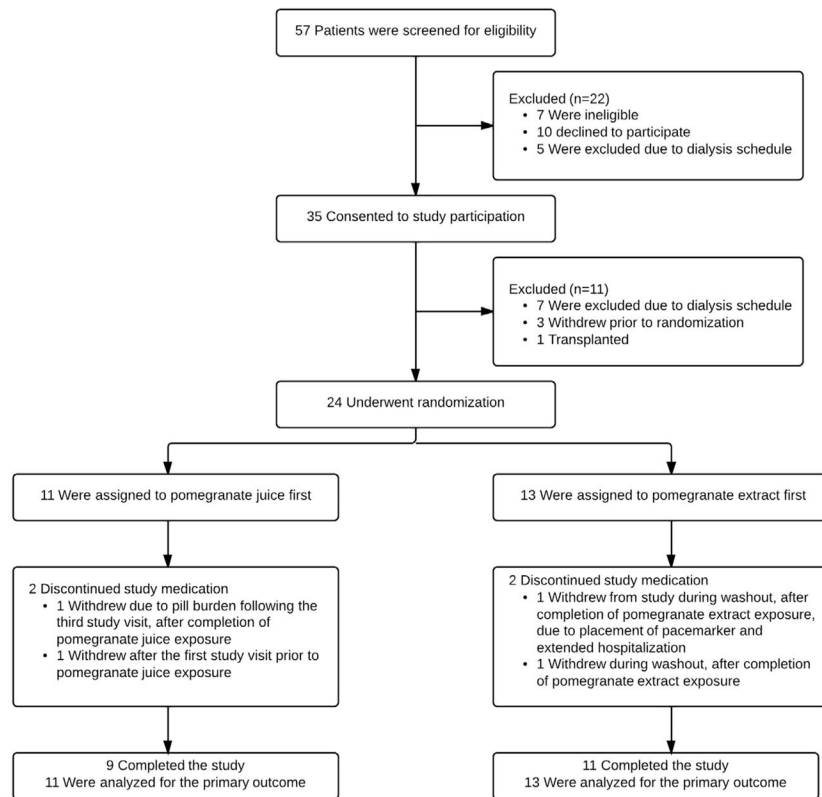 57 Patients were screened for eligibility
Excluded (n=22)
• 7 Were ineligible
• 10 declined to participate
• 5 Were excluded due to dialysis schedule
35 Consented to study participation
Excluded (n=11)
• 7 Were excluded due to dialysis schedule
• 3 Withdrew prior to randomization
• 1 Transplanted
24 Underwent randomization
11 Were assigned to pomegranate juice first
13 Were assigned to pomegranate extract first
2 Discontinued study medication
• 1 Withdrew due to pill burden following the
third study visit, after completion of
pomegranate juice exposure
• 1 Withdrew after the first study visit prior to
pomegranate juice exposure
2 Discontinued study medication
• 1 Withdrew from study during washout, after
completion of pomegranate extract exposure,
due to placement of pacemarker and
extended hospitalization
• 1 Withdrew during washout, after completion
of pomegranate extract exposure
9 Completed the study
11 Were analyzed for the primary outcome
11 Completed the study
13 Were analyzed for the primary outcome